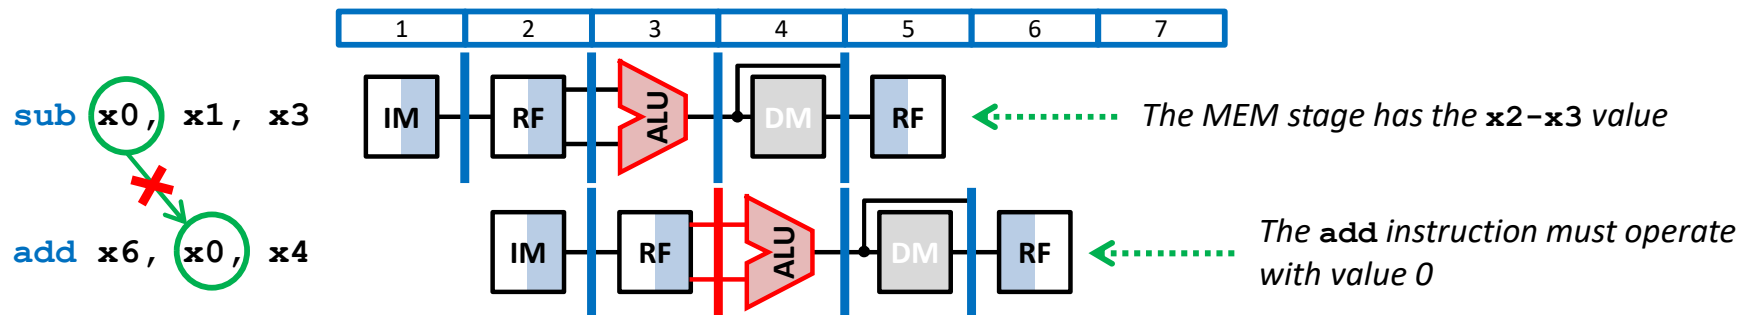 1 2 3 4 5 6 7
sub x0, x1, x3 IM RF ALU DM RF The MEM stage has the x2-x3 value
add x6, x0, x4 IM RF ALU DM RF The add instruction must operate
with value 0